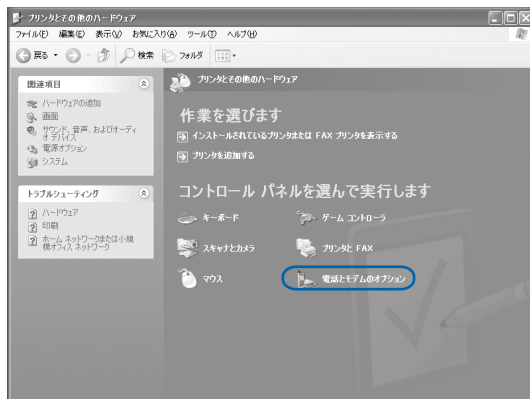 プリンタとその他のハードウェア
ファイル(F) 編集(E) 表示(V) お気に入り(A) ツール(T) ヘルプ(H)
戻る 検索 フォルダ
関連項目
ハードウェアの追加
画面
サウンド、音声、およびオーディ
オ デバイス
電源オプション
システム
トラブルシューティング
ハードウェア
印刷
ホーム ネットワークまたは小規
模オフィス ネットワーク
プリンタとその他のハードウェア
作業を選びます
インストールされているプリンタまたは FAX プリンタを表示する
プリンタを追加する
コントロール パネルを選んで実行します
キーボード ゲーム コントローラ
スキャナとカメラ プリンタと FAX
マウス 電話とモデムのオプション